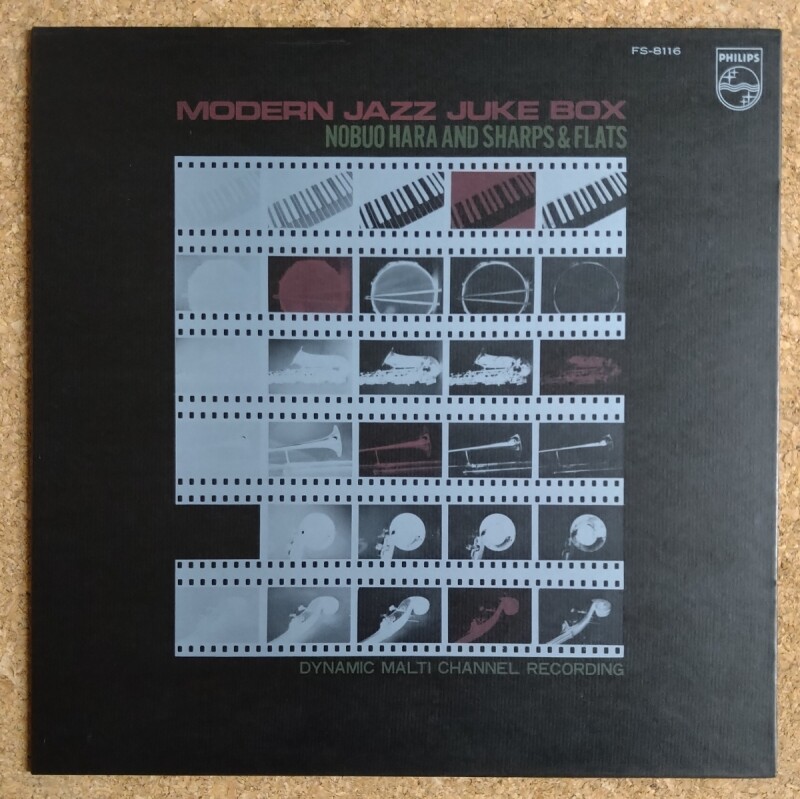 FS-8116
PHILIPS
MODERN JAZZ JUKE BOX
NOBUO HARA AND SHARPS & FLATS
DYNAMIC MALTI CHANNEL RECORDING